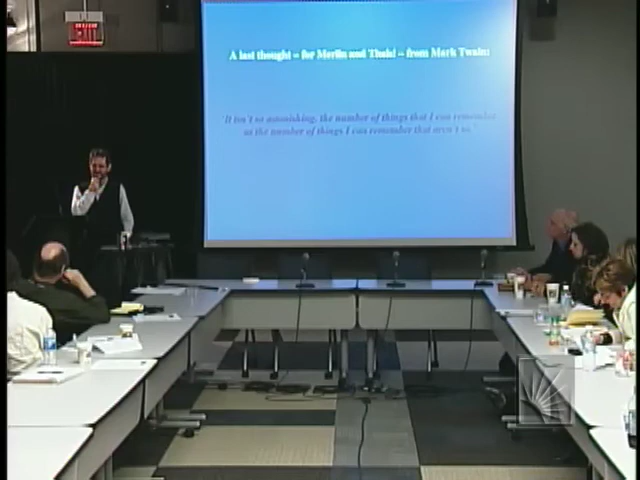 EXIT
A last thought – for Merlin and Thals! – from Mark Twain:
'It isn't so astonishing, the number of things that I can remember
as the number of things I can remember that aren't so.'